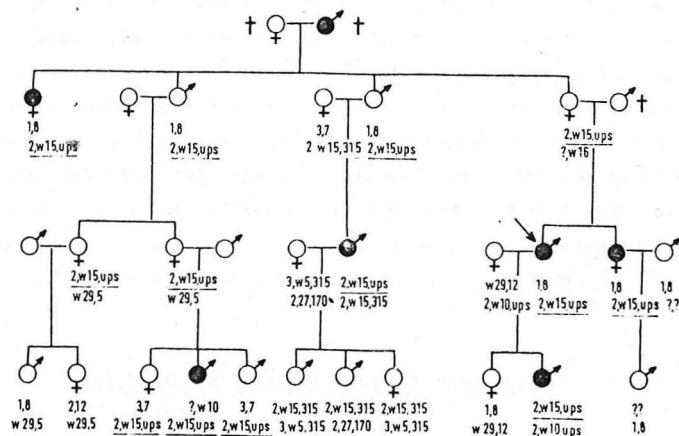 † †
†
1,8
2,w15,ups
1,8
2,w15,ups
3,7
2 w15,315
1,8
2,w15,ups
2,w15,ups
?,w16
2,w15,ups
w29,5
2,w15,ups
w29,5
3,w5,315
2,27,170
2,w15,ups
2,w15,315
w29,12
2,w10,ups
1,8
2,w15,ups
1,8
2,w15,ups
1,8
?,?
1,8
w29,5
2,12
w29,5
3,7
2,w15,ups
?,w10
2,w15,ups
3,7
2,w15,ups
2,w15,315
3,w5,315
2,w15,315
2,27,170
2,w15,315
3,w5,315
1,8
w29,12
2,w15,ups
2,w10 ups
??
1,8